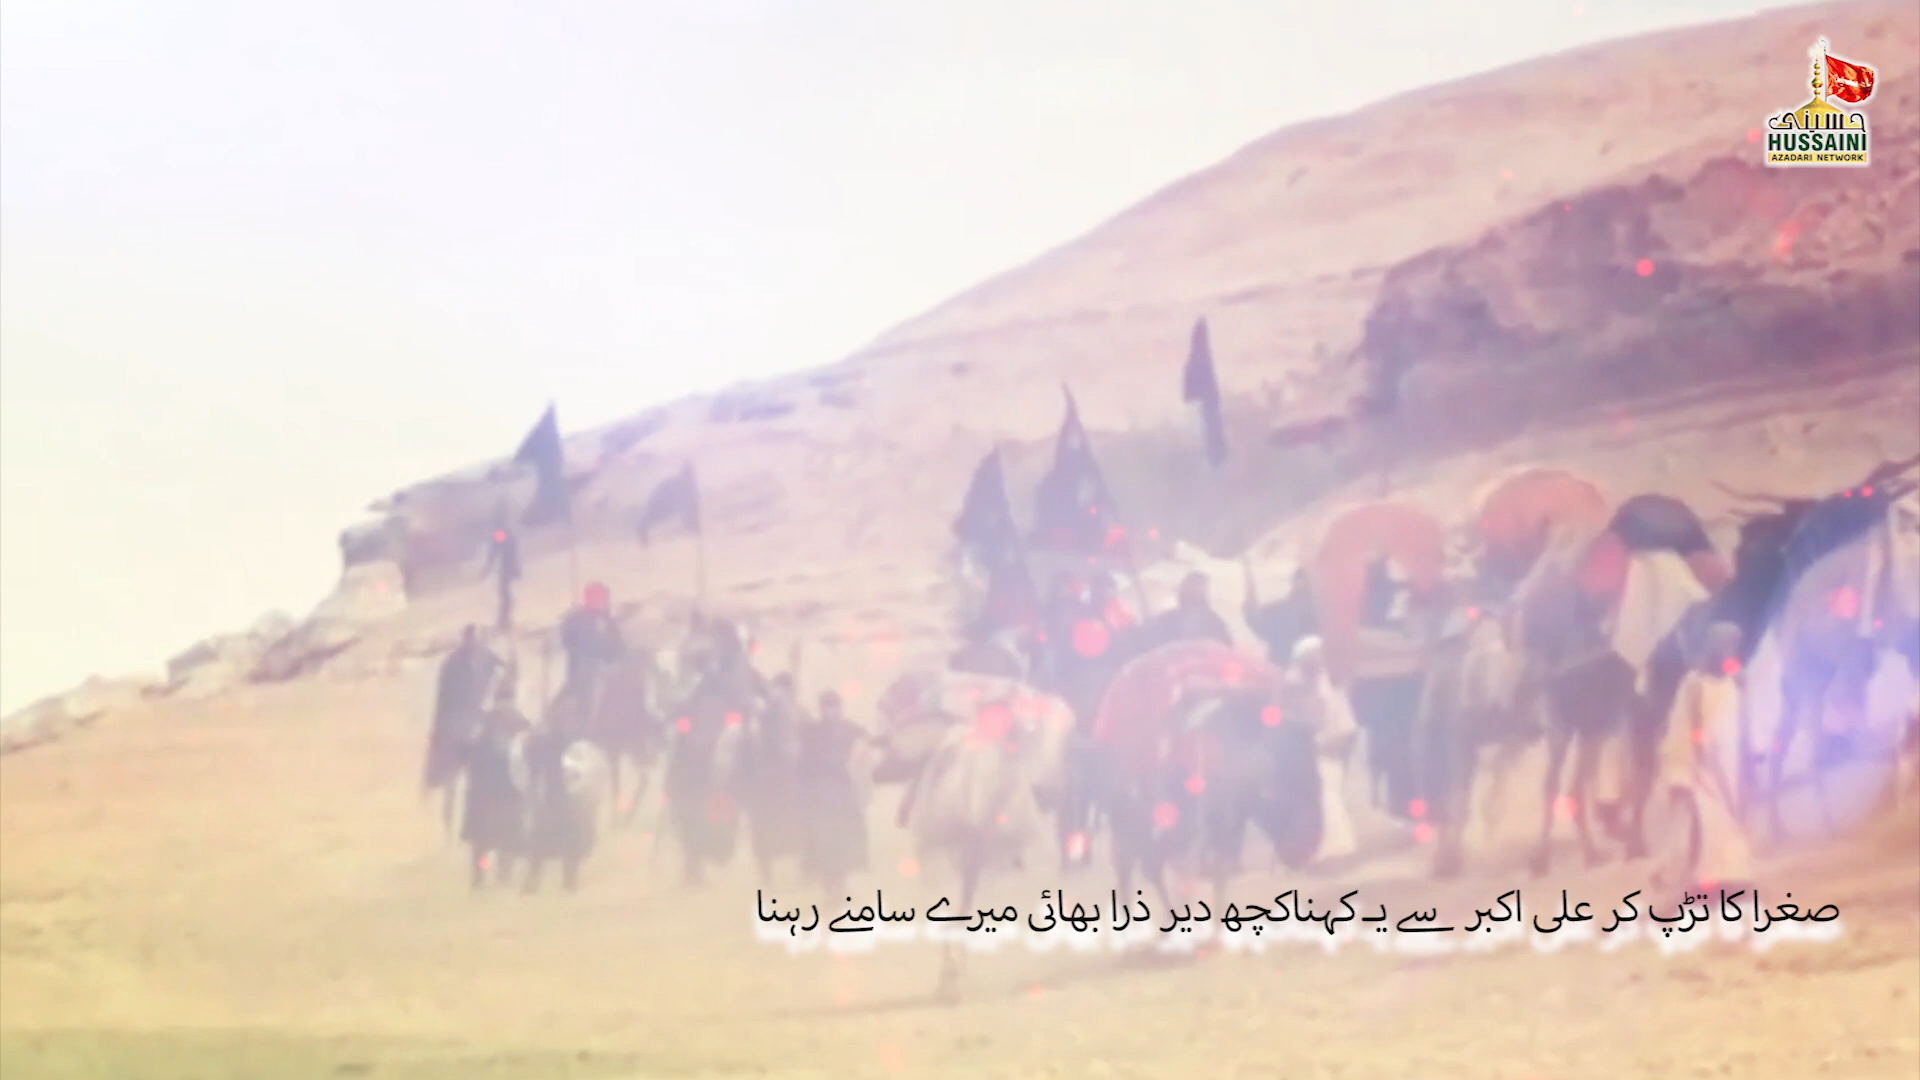 حسینی
HUSSAINI
AZADARI NETWORK
صغرا کا تڑپ کر علی اکبر سے یہ کہنا کچھ دیر ذرا بھائی میرے سامنے رہنا